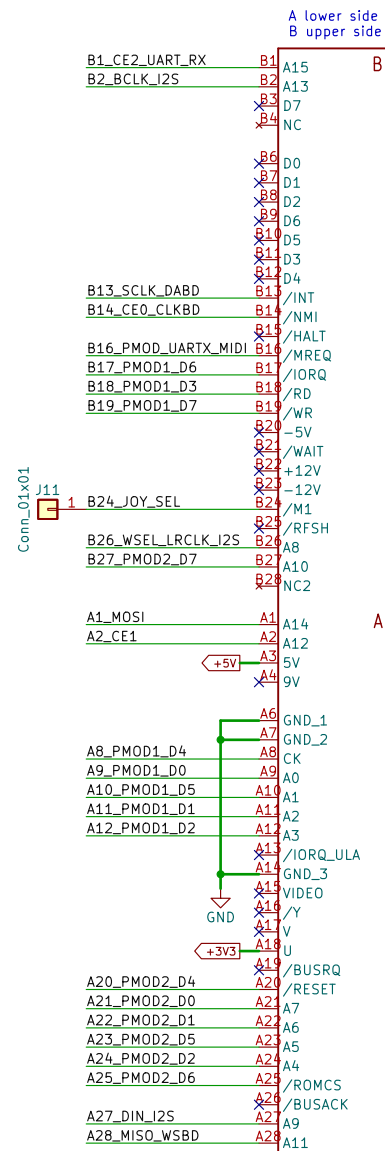 A lower side
B upper side
B
B1_CE2_UART_RX B1 A15
B2_BCLK_I2S B2 A13
B3 D7
B4 NC
B6 D0
B7 D1
B8 D2
B9 D6
B10 D5
B11 D3
B12 D4
B13_SCLK_DABD B13 /INT
B14_CE0_CLKBD B14 /NMI
B15 /HALT
B16_PMOD_UARTX_MIDI B16 /MREQ
B17_PMOD1_D6 B17 /IORQ
B18_PMOD1_D3 B18 /RD
B19_PMOD1_D7 B19 /WR
B20 -5V
B21 /WAIT
B22 +12V
B23 -12V
J11
Conn_01x01
1 B24_JOY_SEL B24 /M1
B25 /RFSH
B26_WSEL_LRCLK_I2S B26 A8
B27_PMOD2_D7 B27 A10
B28 NC2
A
A1_MOSI A1 A14
A2_CE1 A2 A12
+5V A3 5V
A4 9V
A6 GND_1
A7 GND_2
A8_PMOD1_D4 A8 CK
A9_PMOD1_D0 A9 A0
A10_PMOD1_D5 A10 A1
A11_PMOD1_D1 A11 A2
A12_PMOD1_D2 A12 A3
A13 /IORQ_ULA
A14 GND_3
A15 VIDEO
A16 /Y
GND
A17 V
+3V3 A18 U
A19 /BUSRQ
A20_PMOD2_D4 A20 /RESET
A21_PMOD2_D0 A21 A7
A22_PMOD2_D1 A22 A6
A23_PMOD2_D5 A23 A5
A24_PMOD2_D2 A24 A4
A25_PMOD2_D6 A25 /ROMCS
A26 /BUSACK
A27_DIN_I2S A27 A9
A28_MISO_WSBD A28 A11